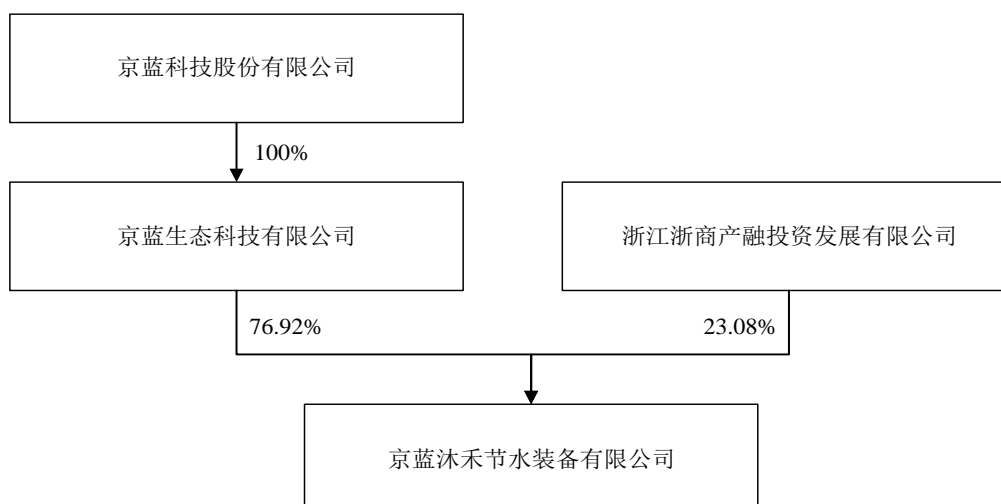 京蓝科技股份有限公司
100%
京蓝生态科技有限公司
浙江浙商产融投资发展有限公司
76.92%
23.08%
京蓝沐禾节水装备有限公司